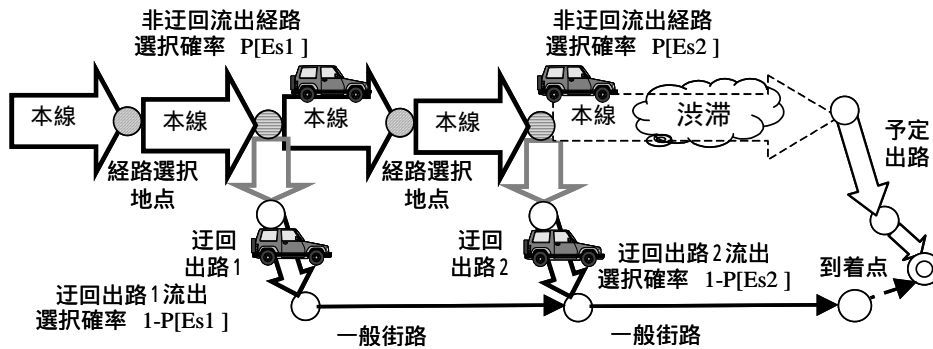 非迂回流出経路
選択確率 P[Es1]
非迂回流出経路
選択確率 P[Es2]
本線
本線
本線
本線
本線
渋滞
予定
出路
経路選択
地点
経路選択
地点
迂回
出路1
迂回
出路2
迂回出路2流出
選択確率 1-P[Es2]
到着点
迂回出路1流出
選択確率 1-P[Es1]
一般街路
一般街路